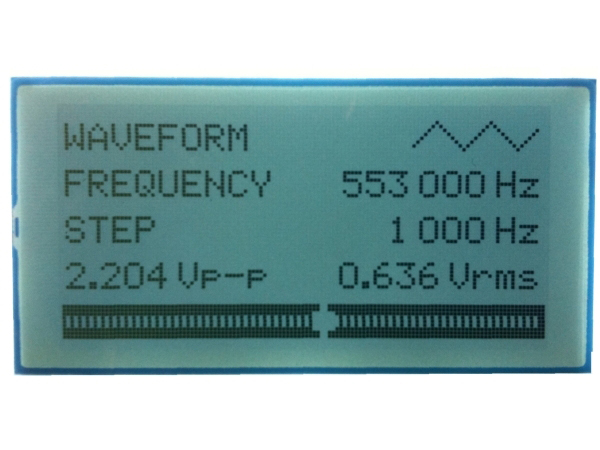 WAVEFORM
FREQUENCY 553 000 Hz
STEP 1 000 Hz
2.204 Vp-p 0.636 Vrms